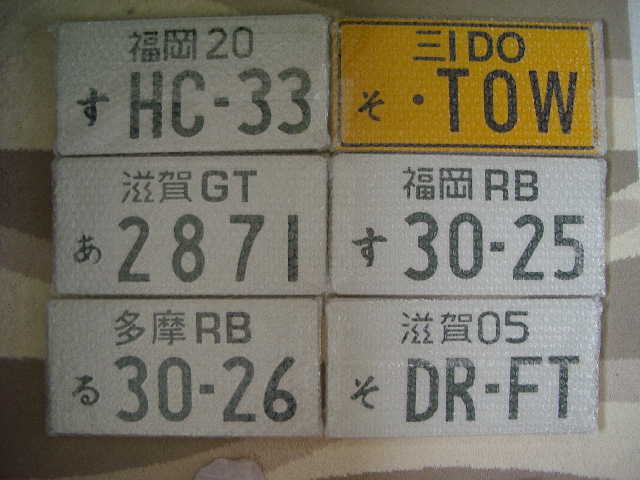 福岡 20
す HC-33
三 I DO
そ ·TOW
滋賀 GT
あ 2871
福岡 RB
す 30-25
多摩 RB
る 30-26
滋賀 05
そ DR-FT